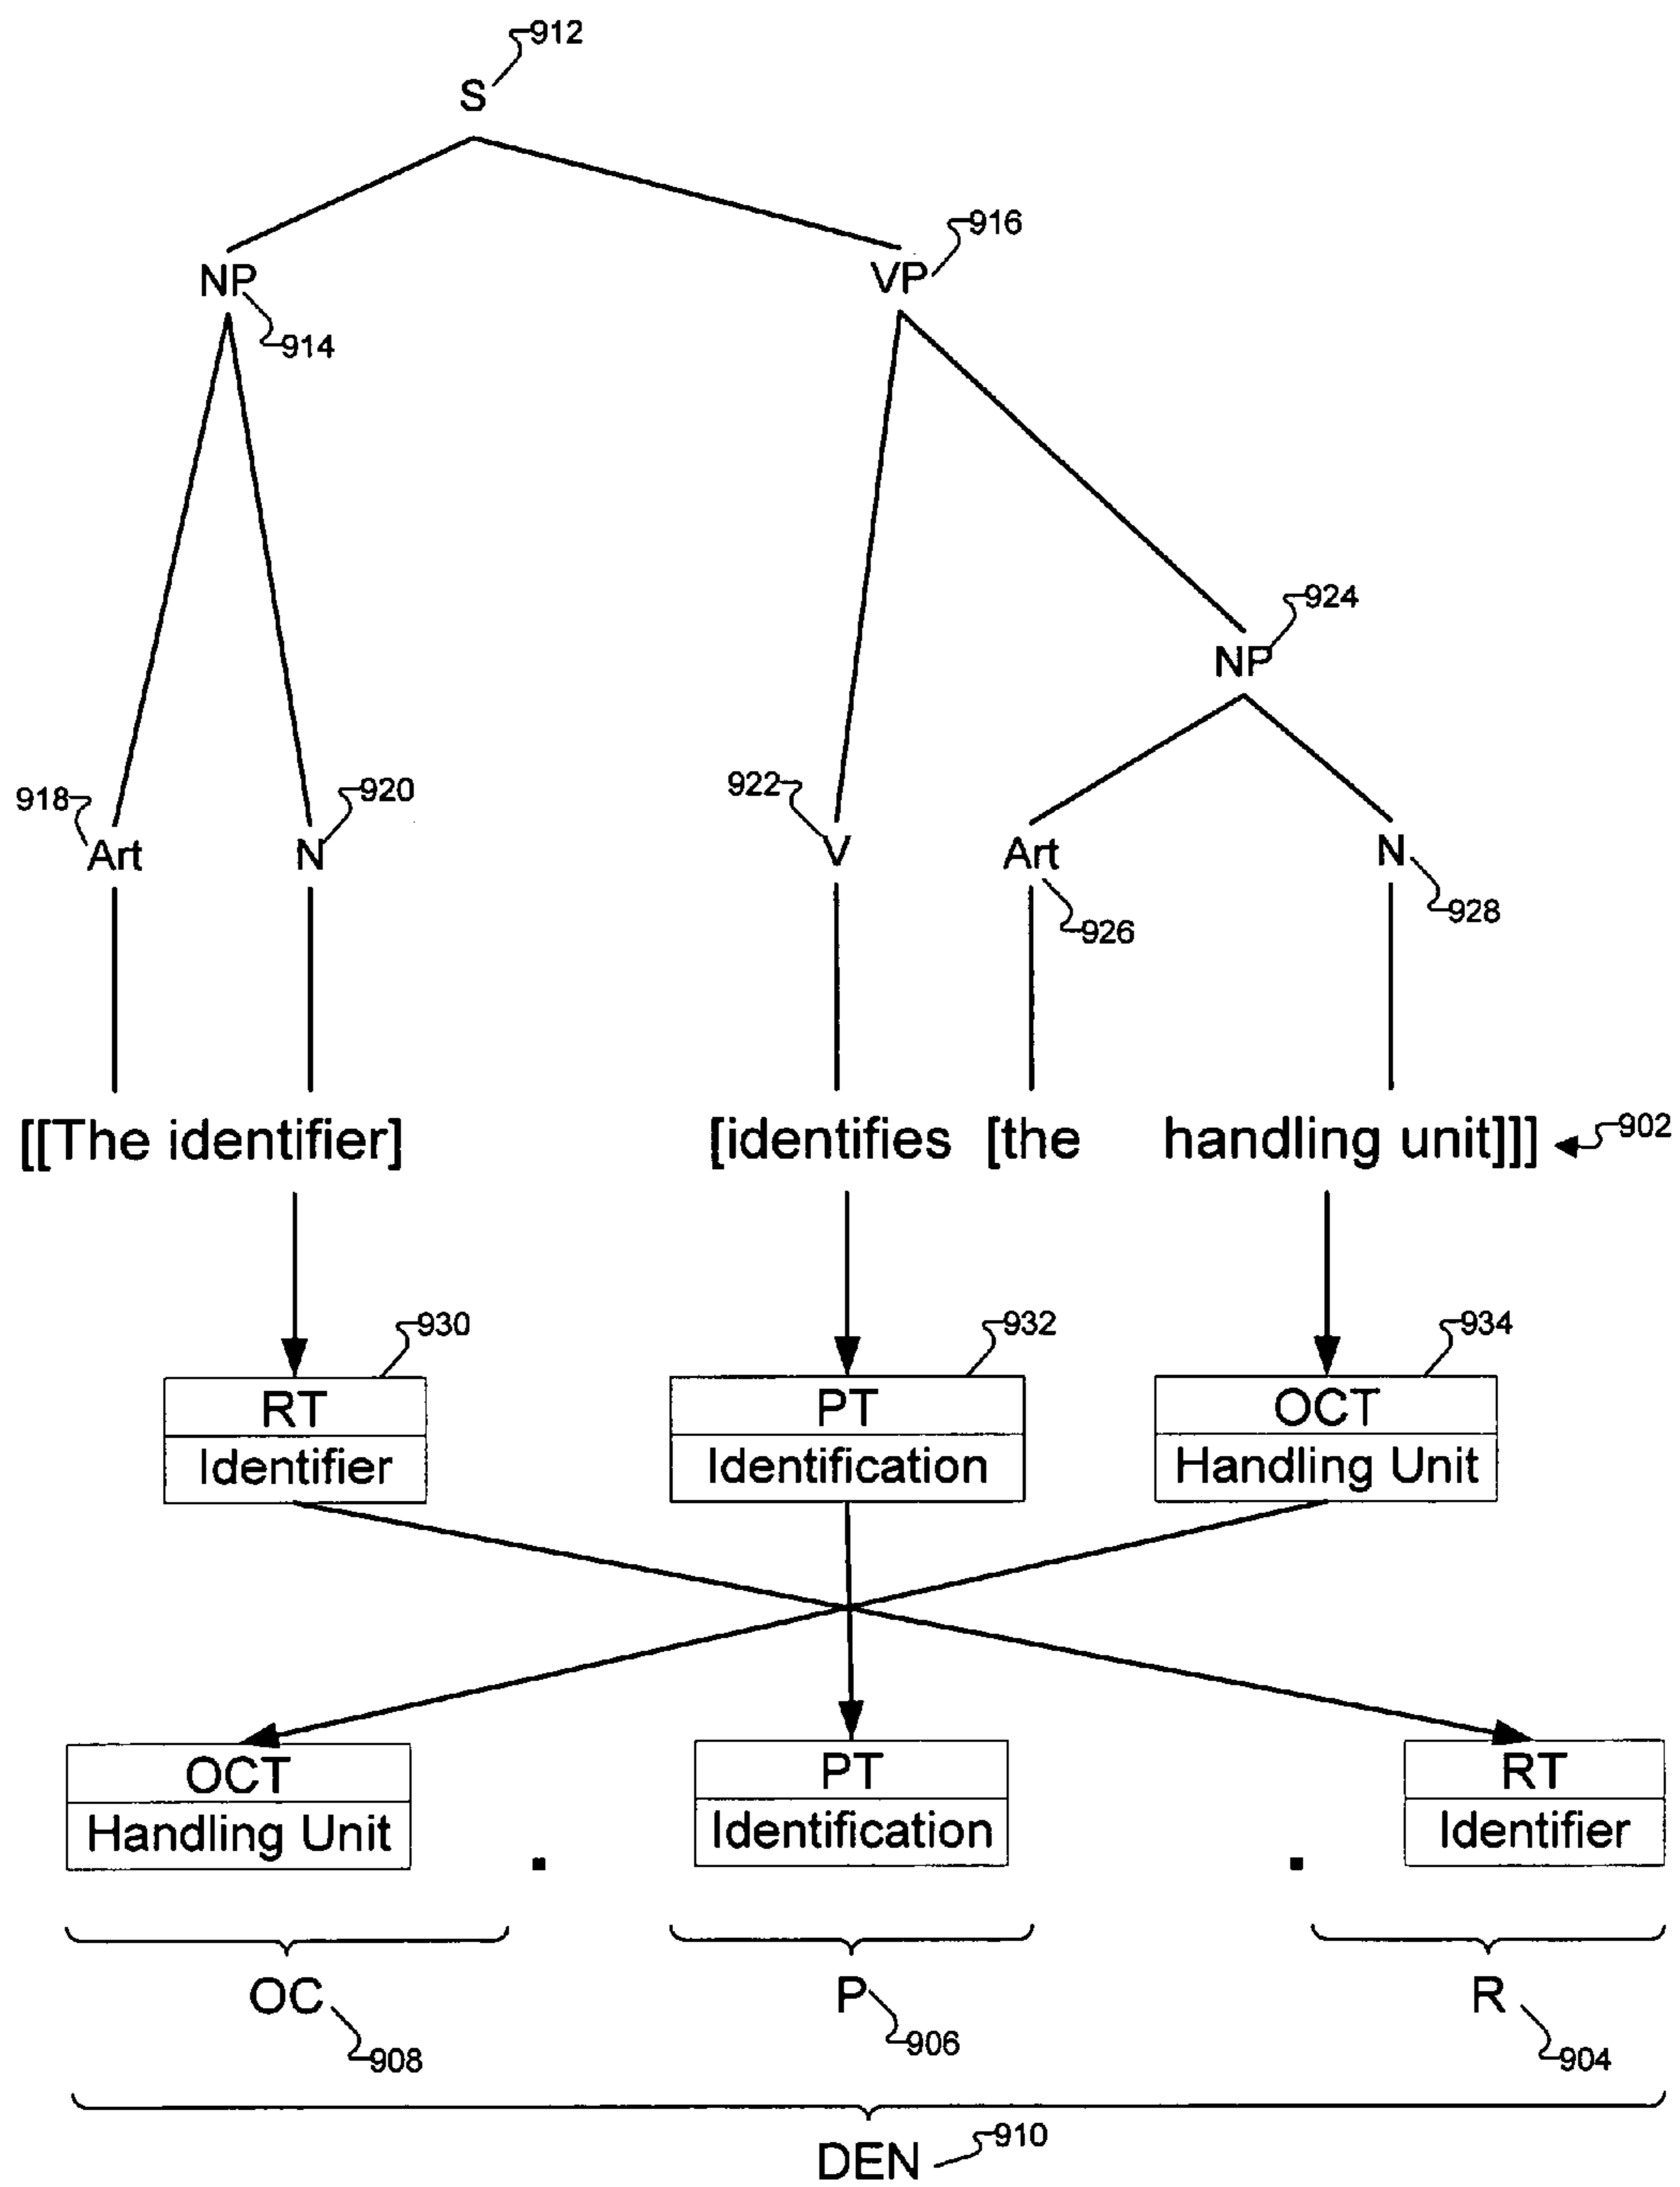 912
S
916
NP
VP
914
924
NP
922
918
920
Art
N
V
Art
N
926
928
[[The identifier] [identifies [the handling unit]]] 902
930
932
934
RT
PT
OCT
Identifier
Identification
Handling Unit
OCT
PT
RT
Handling Unit . Identification . Identifier
OC
P
R
908
906
904
910
DEN